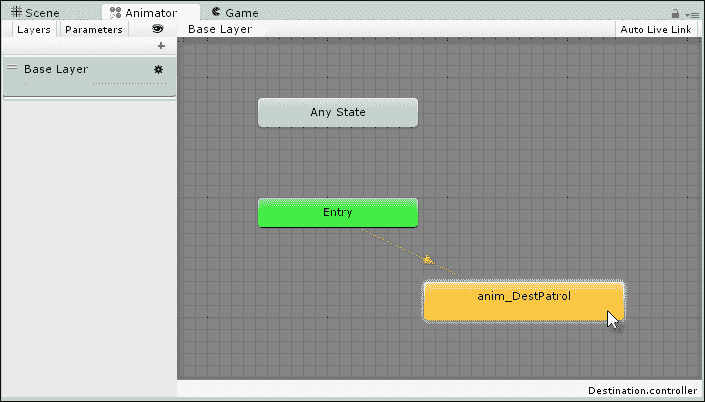 Scene Animator Game
Layers Parameters Base Layer Auto Live Link
+
Base Layer
Any State
Entry
anim_DestPatrol
Destination.controller